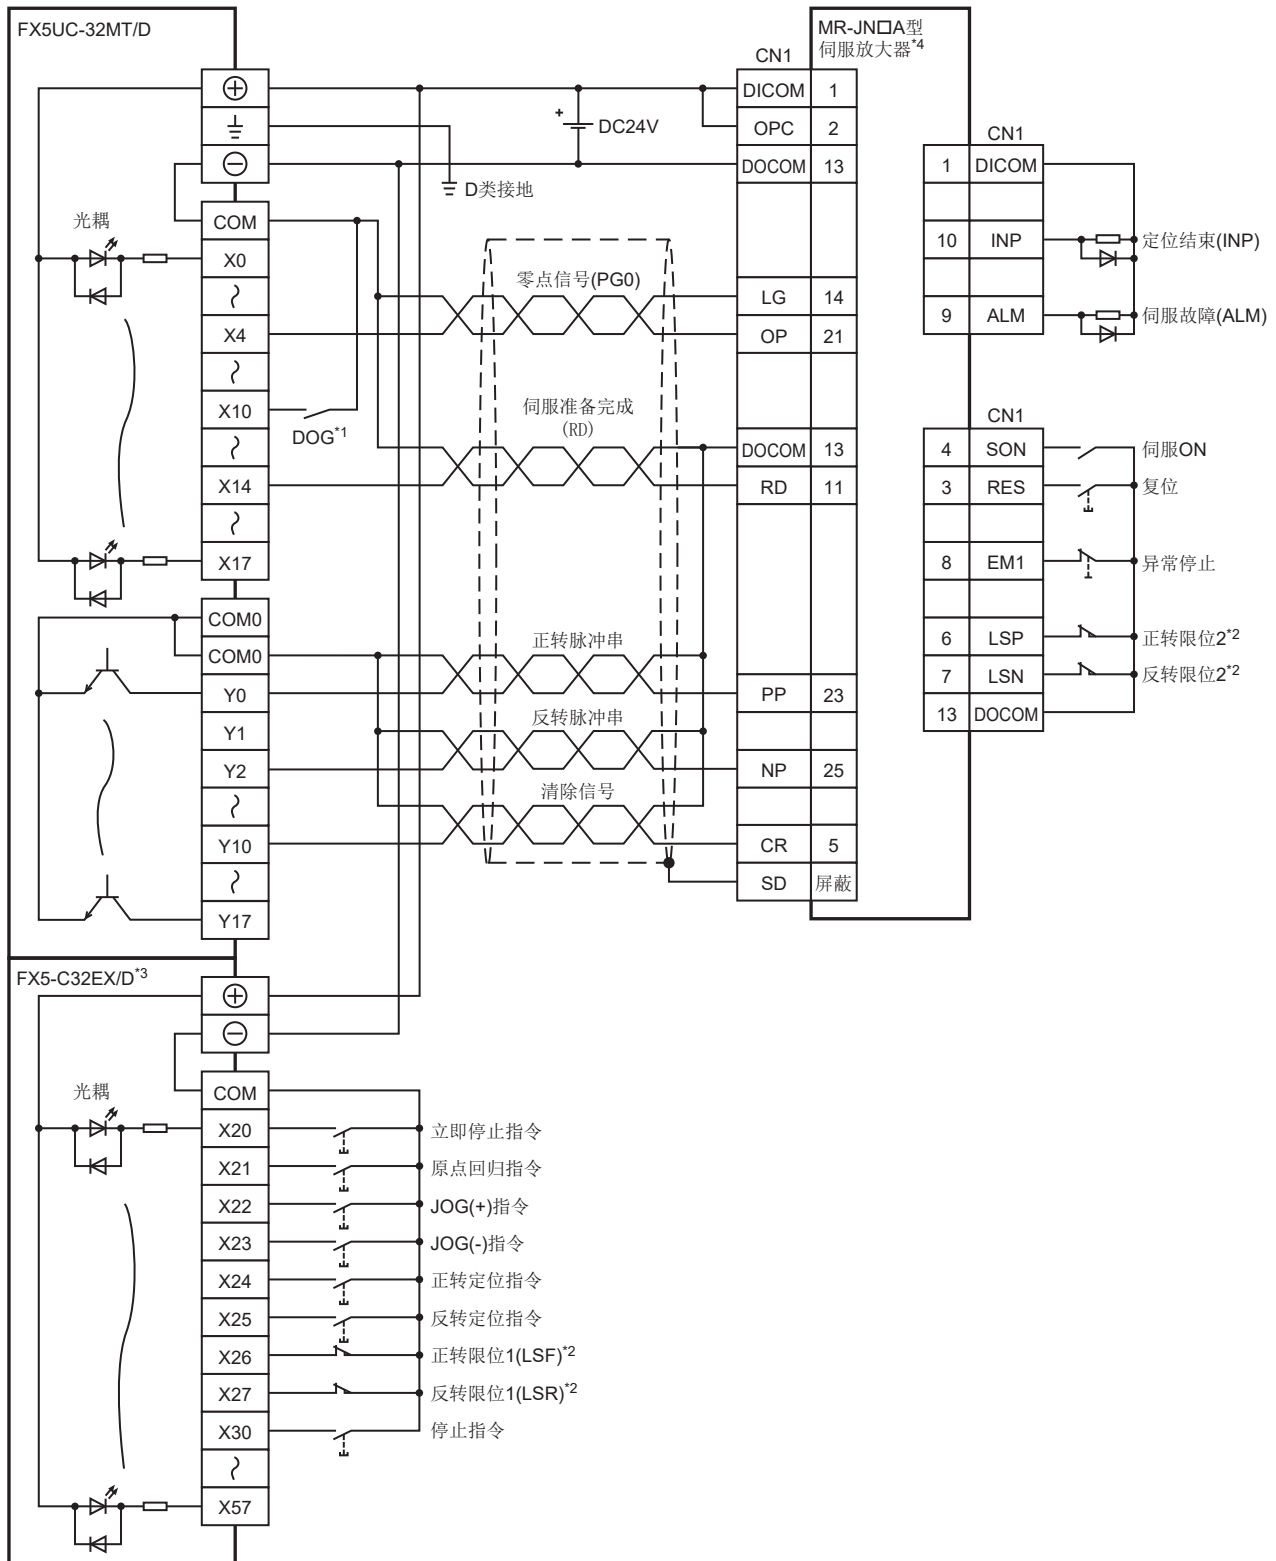 FX5UC-32MT/D
MR-JN□A型
伺服放大器*4
CN1
DICOM 1
OPC 2
DOCOM 13
DC24V
D类接地
光耦
COM
X0
X4
X10
X14
X17
DOG*1
零点信号(PG0)
LG 14
OP 21
伺服准备完成
(RD)
DOCOM 13
RD 11
COM0
COM0
Y0
Y1
Y2
Y10
Y17
正转脉冲串
PP 23
反转脉冲串
NP 25
清除信号
CR 5
SD 屏蔽
CN1
1 DICOM
10 INP 定位结束(INP)
9 ALM 伺服故障(ALM)
CN1
4 SON 伺服ON
3 RES 复位
8 EM1 异常停止
6 LSP 正转限位2*2
7 LSN 反转限位2*2
13 DOCOM
FX5-C32EX/D*3
光耦
COM
X20 立即停止指令
X21 原点回归指令
X22 JOG(+)指令
X23 JOG(-)指令
X24 正转定位指令
X25 反转定位指令
X26 正转限位1(LSF)*2
X27 反转限位1(LSR)*2
X30 停止指令
X57